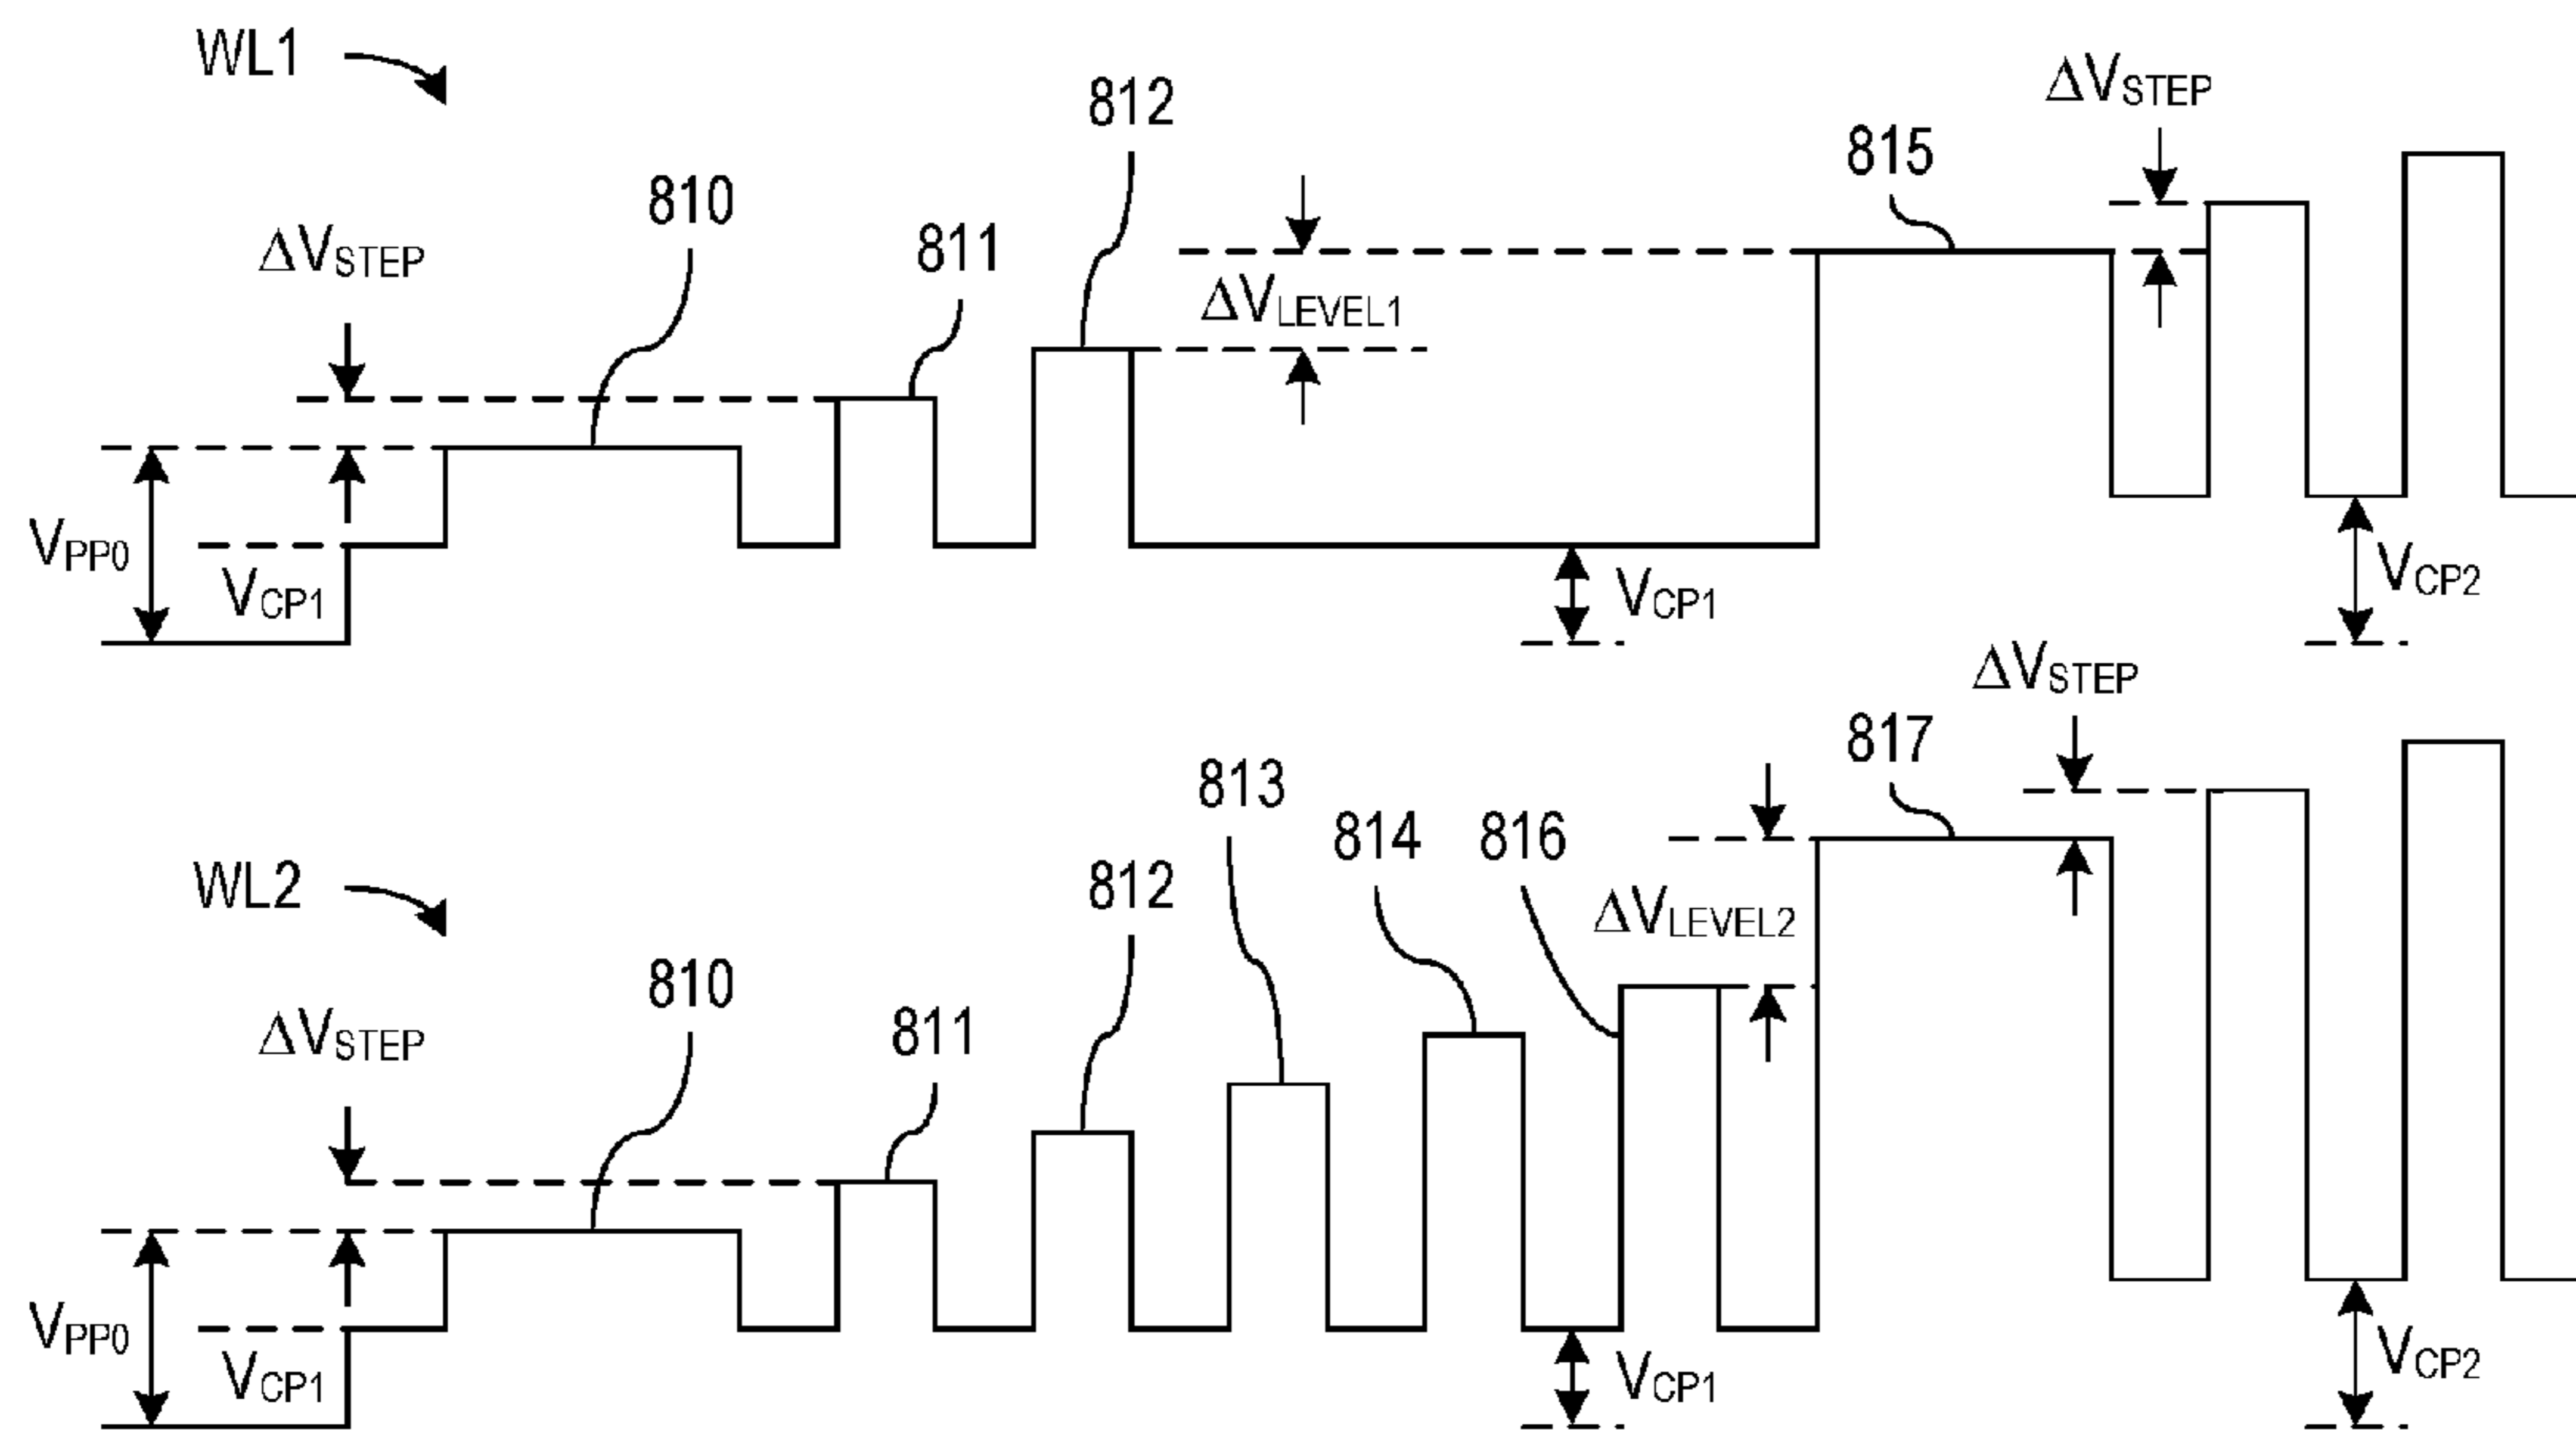 WL1
812
ΔVSTEP
815
810
811
ΔVSTEP
ΔVLEVEL1
VPP0
VCP1
VCP1
VCP2
ΔVSTEP
817
813
814
816
WL2
812
ΔVLEVEL2
810
811
ΔVSTEP
VPP0
VCP1
VCP1
VCP2